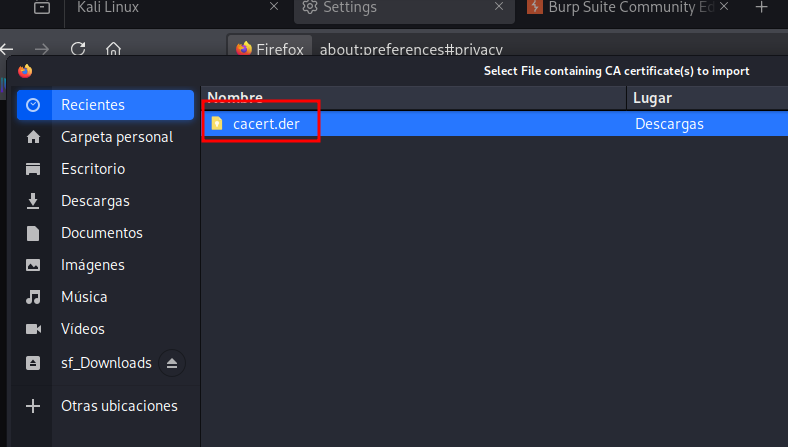 Kali Linux
Settings
Burp Suite Community Ed
Firefox about:preferences#privacy
Select File containing CA certificate(s) to import
Nombre Lugar
Recientes
cacert.der Descargas
Carpeta personal
Escritorio
Descargas
Documentos
Imágenes
Música
Vídeos
sf_Downloads
Otras ubicaciones